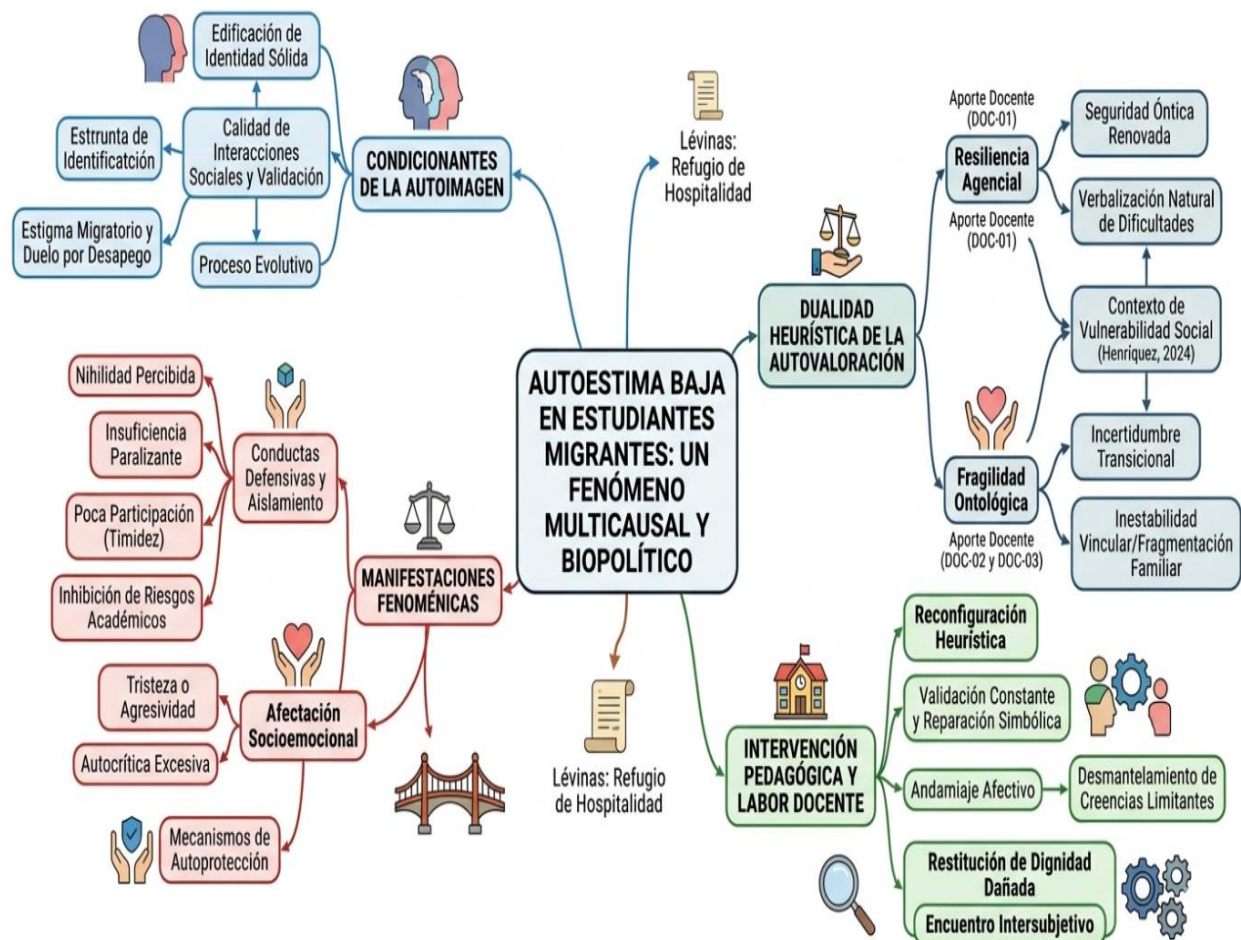 Edificación de
Identidad Sólida
Estrrunta de
Identificatción
Calidad de
Interacciones
Sociales y Validación
Estigma Migratorio y
Duelo por Desapego
Proceso Evolutivo
CONDICIONANTES
DE LA AUTOIMAGEN
Lévinas:
Refugio de
Hospitalidad
AUTOESTIMA BAJA
EN ESTUDIANTES
MIGRANTES: UN
FENÓMENO
MULTICAUSAL Y
BIOPOLÍTICO
DUALIDAD
HEURÍSTICA DE LA
AUTOVALORACIÓN
Aporte Docente
(DOC-01)
Resiliencia
Agencial
Aporte Docente
(DOC-01)
Seguridad Óntica
Renovada
Verbalización Natural
de Dificultades
Contexto de
Vulnerabilidad Social
(Henriquez, 2024)
Fragilidad
Ontológica
Aporte Docente
(DOC-02 y DOC-03)
Incertidumbre
Transicional
Inestabilidad
Vincular/Fragmentación
Familiar
Nihilidad Percibida
Insuficiencia
Paralizante
Poca Participación
(Timidez)
Inhibición de Riesgos
Académicos
Conductas
Defensivas y
Aislamiento
MANIFESTACIONES
FENOMÉNICAS
Tristeza o
Agresividad
Autocrítica Excesiva
Afectación
Socioemocional
Mecanismos de
Autoprotección
Lévinas: Refugio
de Hospitalidad
INTERVENCIÓN
PEDAGÓGICA Y
LABOR DOCENTE
Reconfiguración
Heurística
Validación Constante
y Reparación Simbólica
Andamiaje Afectivo
Desmantelamiento de
Creencias Limitantes
Restitución de Dignidad
Dañada
Encuentro Intersubjetivo